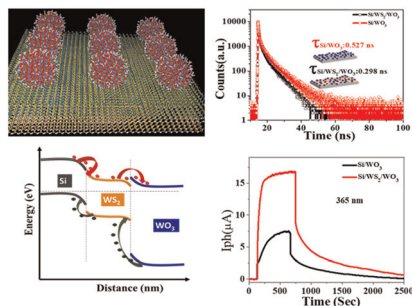 Counts(a.u.)
10000
1000
100
10
1
Si/WS2/WO3
Si/WO3
τSi/WO3:0.527 ns
τSi/WS2/WO3:0.298 ns
20 40 60 80 100
Time (ns)
Energy (eV)
Si
WS2
WO3
Distance (nm)
Iph(μA)
15
10
5
0
Si/WO3
Si/WS2/WO3
365 nm
0 500 1000 1500 2000 2500
Time (Sec)